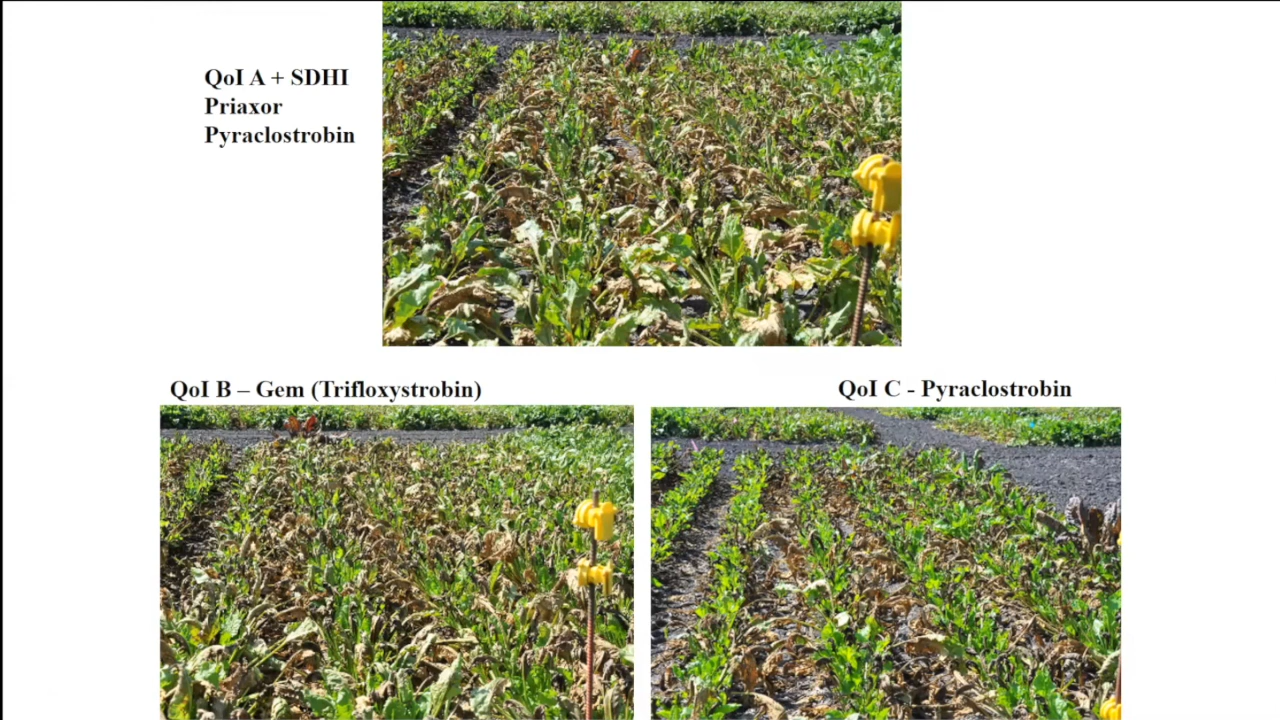 QoI A + SDHI
Priaxor
Pyraclostrobin
QoI B – Gem (Trifloxystrobin)
QoI C - Pyraclostrobin